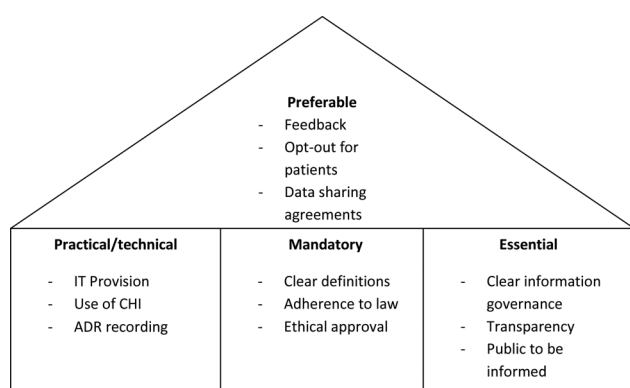 Preferable
- Feedback
- Opt-out for
patients
- Data sharing
agreements
Practical/technical
- IT Provision
- Use of CHI
- ADR recording
Mandatory
- Clear definitions
- Adherence to law
- Ethical approval
Essential
- Clear information
governance
- Transparency
- Public to be
informed